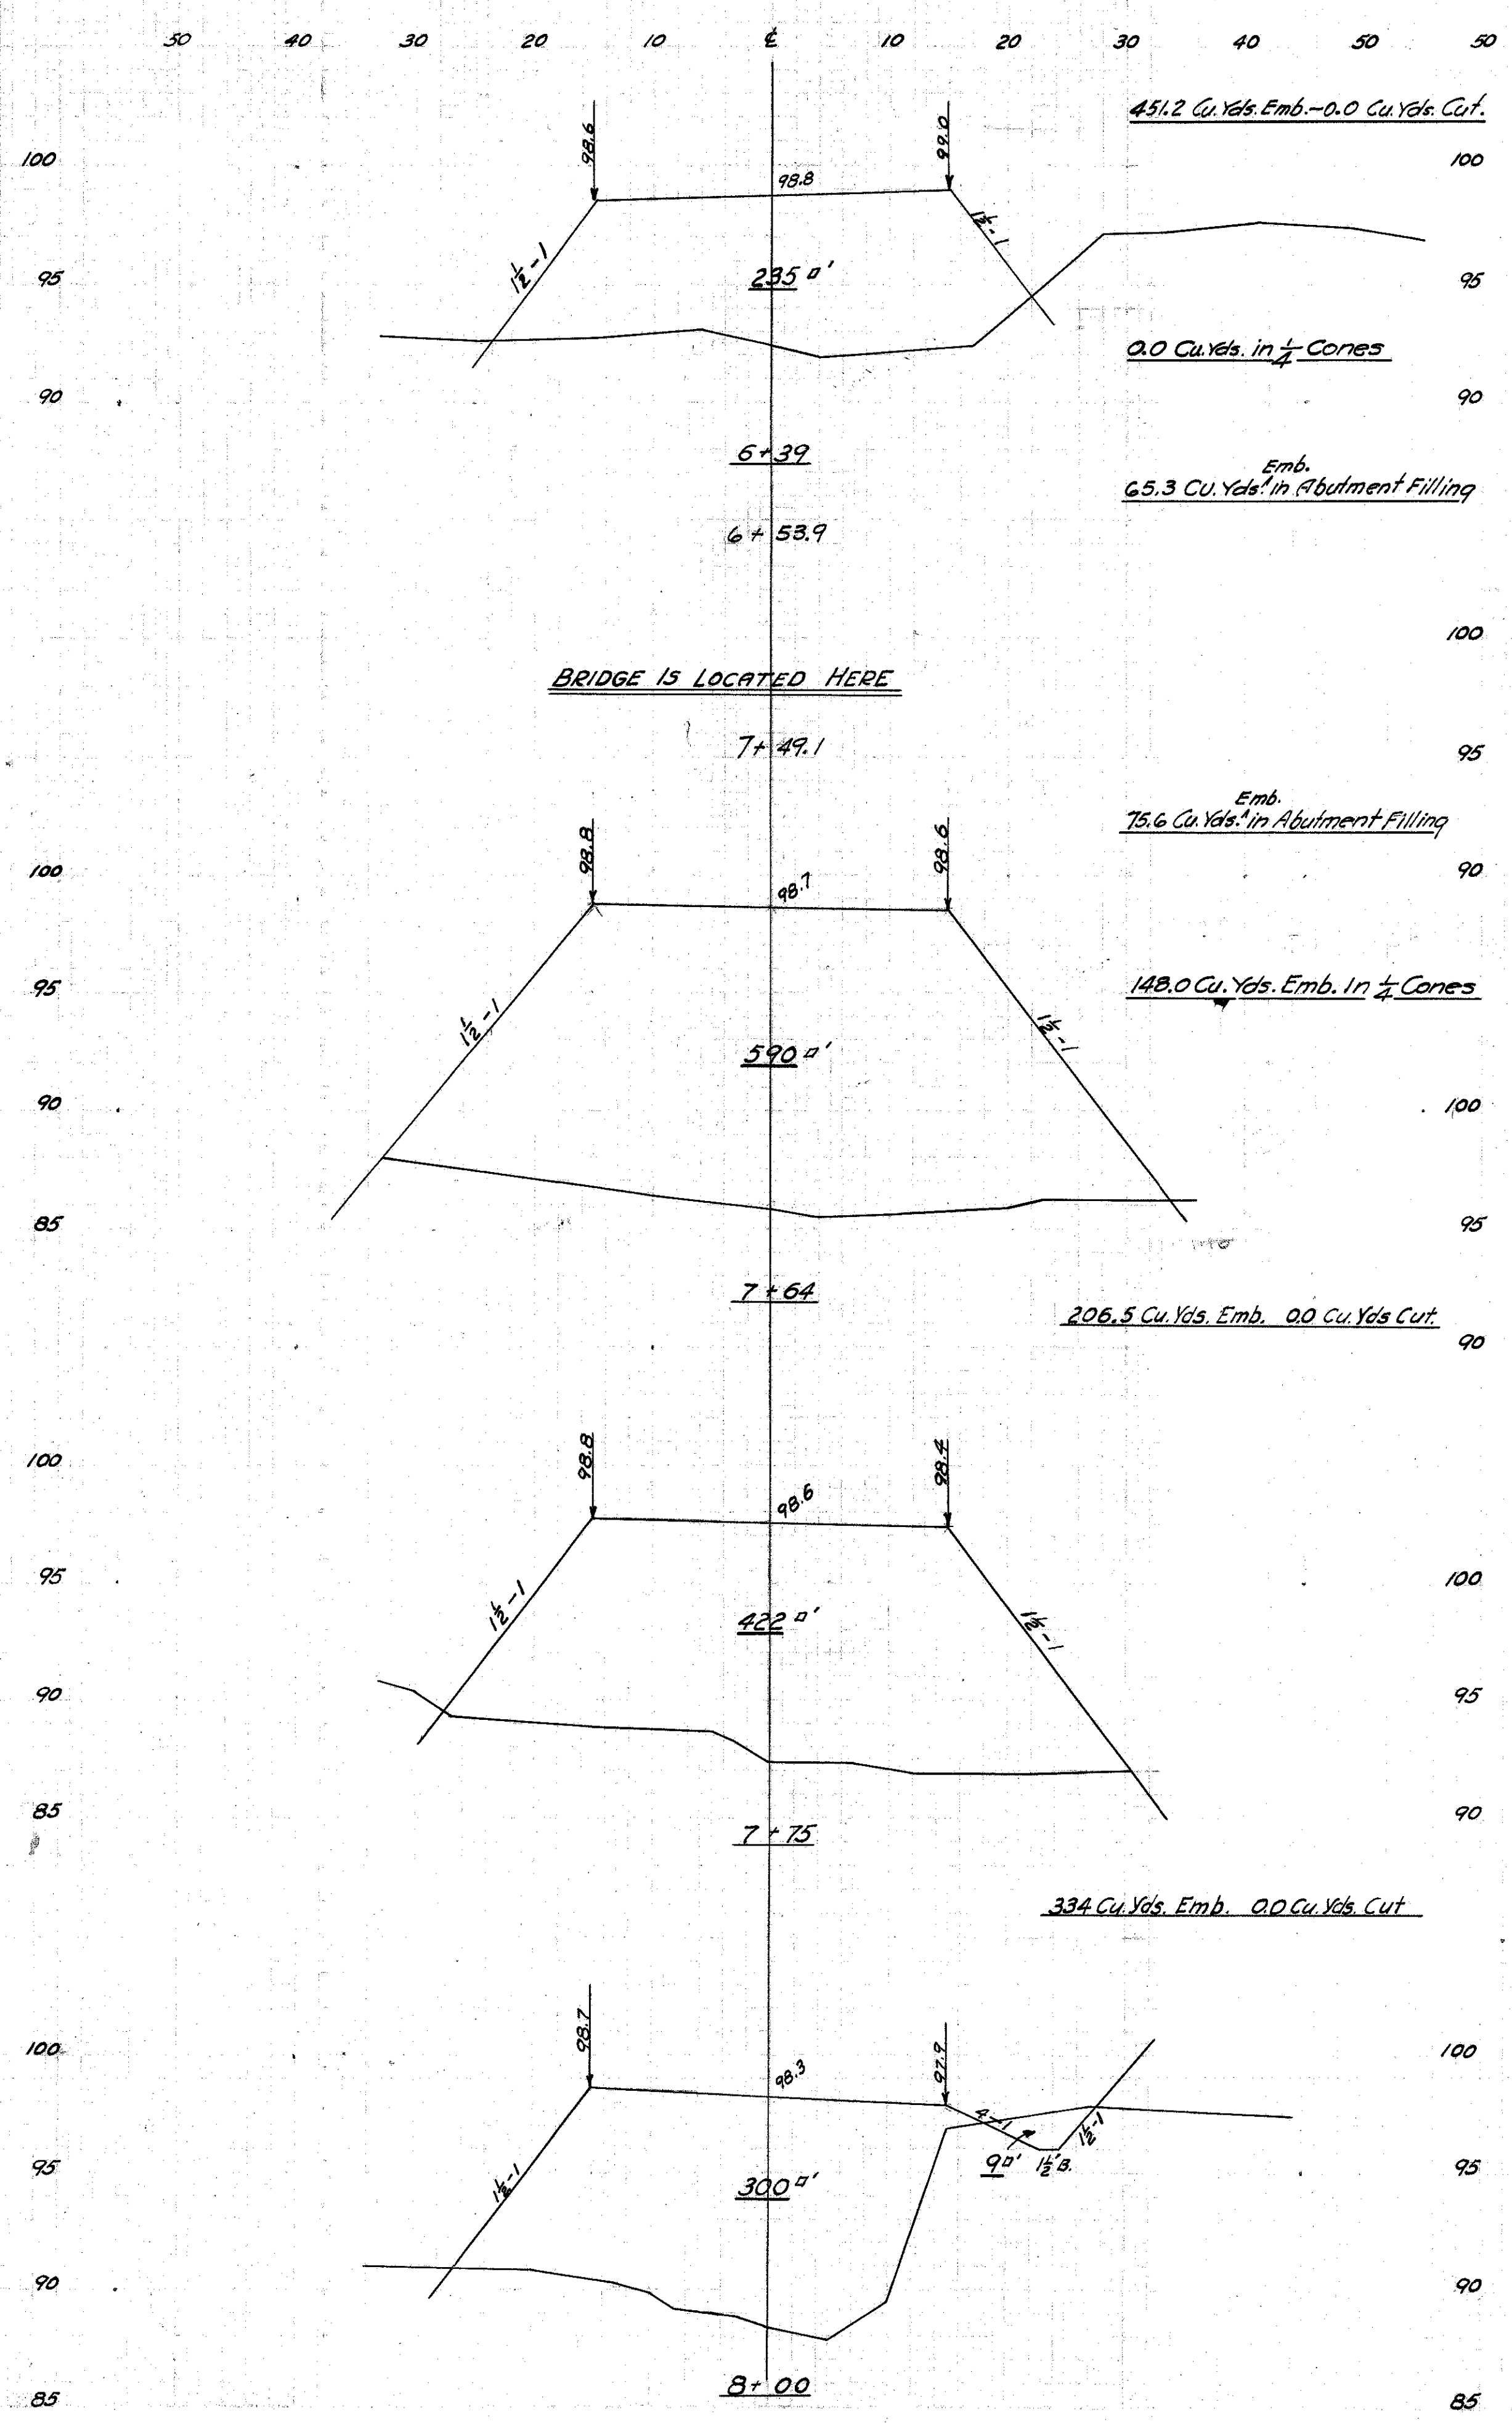 50 40 30 20 10 ℄ 10 20 30 40 50 50
451.2 Cu. Yds. Emb. - 0.0 Cu. Yds. Cut.
98.6 99.0
100 100
98.8
1½-1 1½-1
95 235 □' 95
0.0 Cu. Yds. in ¼ Cones
90 90
6+39
Emb.
65.3 Cu. Yds.^ in Abutment Filling
6+53.9
100
BRIDGE IS LOCATED HERE
7+49.1 95
Emb.
75.6 Cu. Yds.^ in Abutment Filling
98.8 98.6
100 98.7 90
95 148.0 Cu. Yds. Emb. In ¼ Cones
1½-1 1½-1
590 □'
90 100
85 95
7+64
206.5 Cu. Yds. Emb. 0.0 Cu. Yds Cut.
90
98.8 98.4
100
98.6
95 100
1½-1 1½-1
422 □'
90 95
85 90
7+75
334 Cu. Yds. Emb. 0.0 Cu. Yds. Cut
98.7 97.9
100 100
98.3
4-1 1½-1
95 9□' 1½' B. 95
1½-1 300 □'
90 90
8+00
85 85